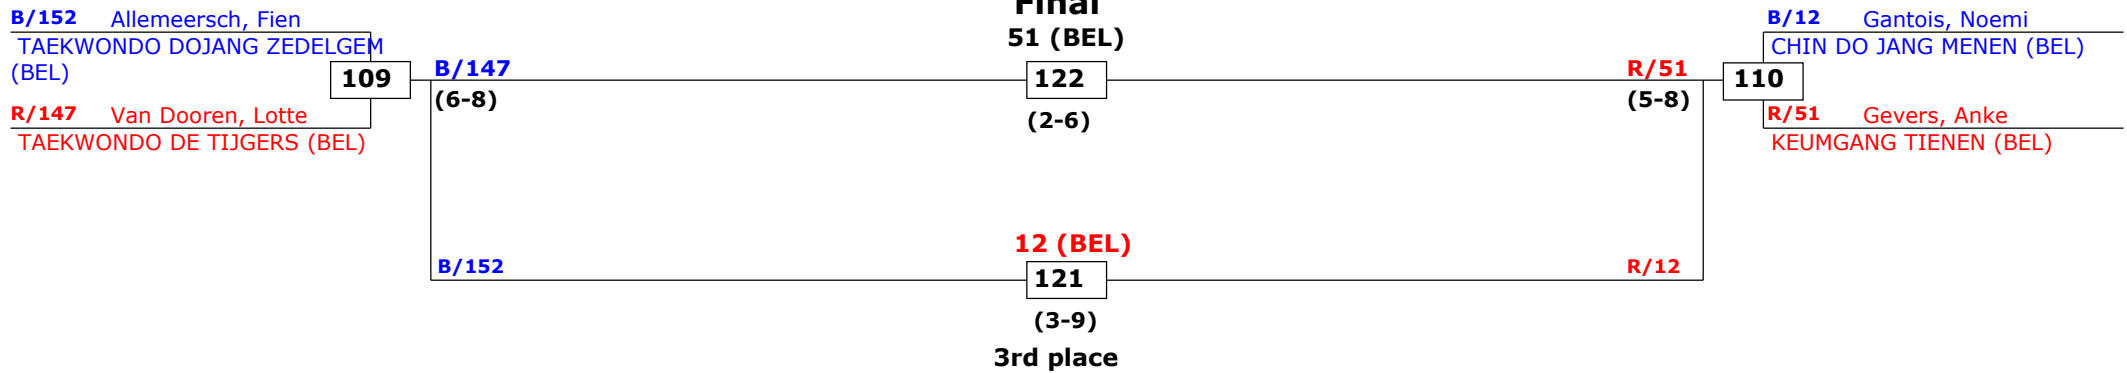 Final
51 (BEL)
B/152 Allemeersch, Fien
TAEKWONDO DOJANG ZEDELGEM
(BEL)
109
R/147 Van Dooren, Lotte
TAEKWONDO DE TIJGERS (BEL)
B/147
(6-8)
122
(2-6)
R/51
(5-8)
B/12 Gantois, Noemi
CHIN DO JANG MENEN (BEL)
110
R/51 Gevers, Anke
KEUMGANG TIENEN (BEL)
B/152
12 (BEL)
121
(3-9)
3rd place
R/12